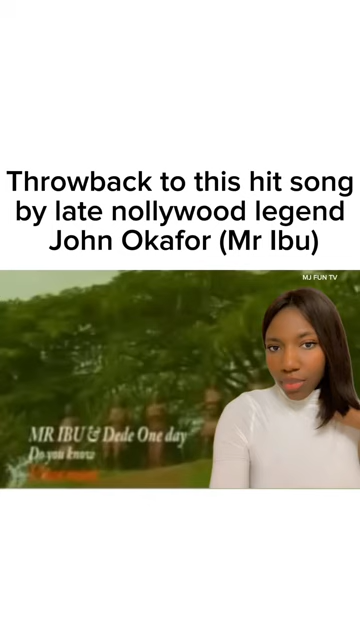 Throwback to this hit song
by late nollywood legend
John Okafor (Mr Ibu)
MJ FUN TV
MR IBU & Dede One day
Do you know